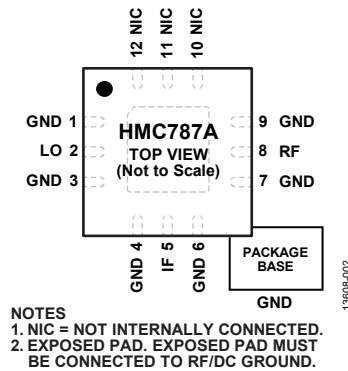 12 NIC
11 NIC
10 NIC
GND 1
LO 2
GND 3
HMC787A
TOP VIEW
(Not to Scale)
9 GND
8 RF
7 GND
GND 4
IF 5
GND 6
PACKAGE
BASE
GND
13608-002
NOTES
1. NIC = NOT INTERNALLY CONNECTED.
2. EXPOSED PAD. EXPOSED PAD MUST
BE CONNECTED TO RF/DC GROUND.